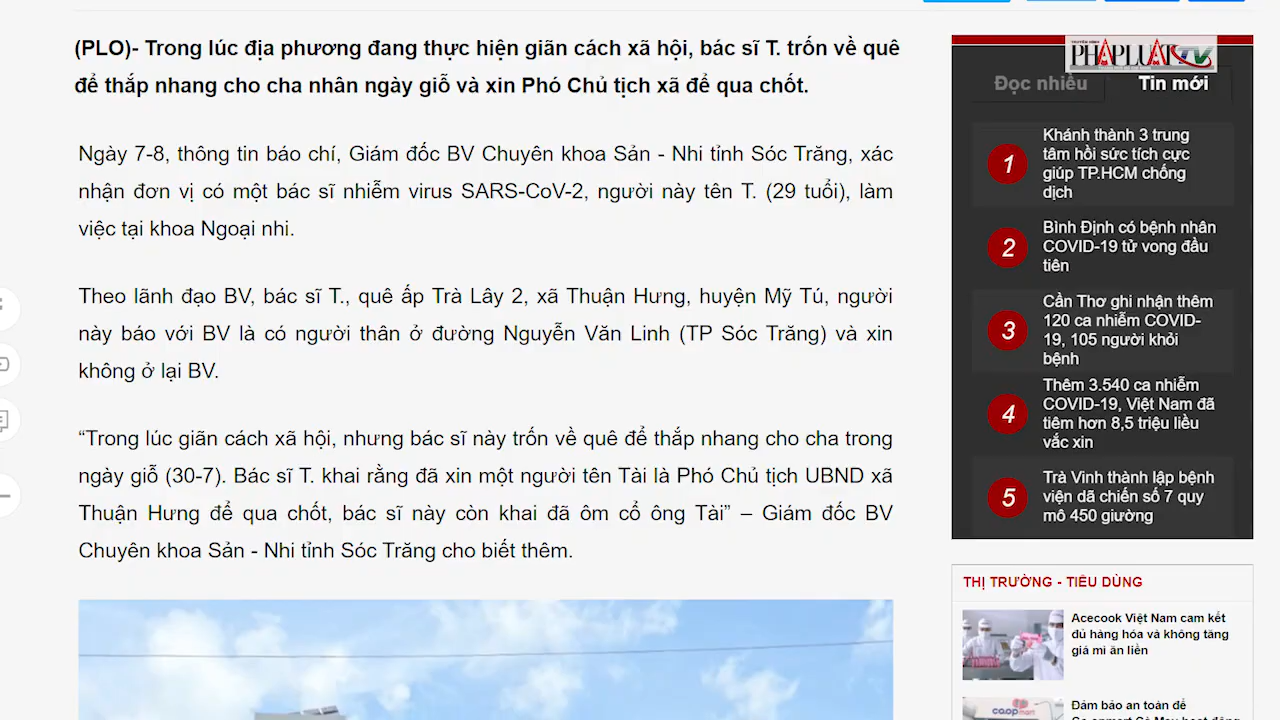 (PLO)- Trong lúc địa phương đang thực hiện giãn cách xã hội, bác sĩ T. trốn về quê
để thắp nhang cho cha nhân ngày giỗ và xin Phó Chủ tịch xã để qua chốt.
Ngày 7-8, thông tin báo chí, Giám đốc BV Chuyên khoa Sản - Nhi tỉnh Sóc Trăng, xác
nhận đơn vị có một bác sĩ nhiễm virus SARS-CoV-2, người này tên T. (29 tuổi), làm
việc tại khoa Ngoại nhi.
Theo lãnh đạo BV, bác sĩ T., quê ấp Trà Lây 2, xã Thuận Hưng, huyện Mỹ Tú, người
này báo với BV là có người thân ở đường Nguyễn Văn Linh (TP Sóc Trăng) và xin
không ở lại BV.
“Trong lúc giãn cách xã hội, nhưng bác sĩ này trốn về quê để thắp nhang cho cha trong
ngày giỗ (30-7). Bác sĩ T. khai rằng đã xin một người tên Tài là Phó Chủ tịch UBND xã
Thuận Hưng để qua chốt, bác sĩ này còn khai đã ôm cổ ông Tài” – Giám đốc BV
Chuyên khoa Sản - Nhi tỉnh Sóc Trăng cho biết thêm.
PHÁPLUẬT TV
Đọc nhiều
Tin mới
1
Khánh thành 3 trung
tâm hồi sức tích cực
giúp TP.HCM chống
dịch
2
Bình Định có bệnh nhân
COVID-19 tử vong đầu
tiên
3
Cần Thơ ghi nhận thêm
120 ca nhiễm COVID-
19, 105 người khỏi
bệnh
4
Thêm 3.540 ca nhiễm
COVID-19, Việt Nam đã
tiêm hơn 8,5 triệu liều
vắc xin
5
Trà Vinh thành lập bệnh
viện dã chiến số 7 quy
mô 450 giường
THỊ TRƯỜNG - TIÊU DÙNG
Acecook Việt Nam cam kết
đủ hàng hóa và không tăng
giá mì ăn liền
co.opmart
Đảm bảo an toàn để